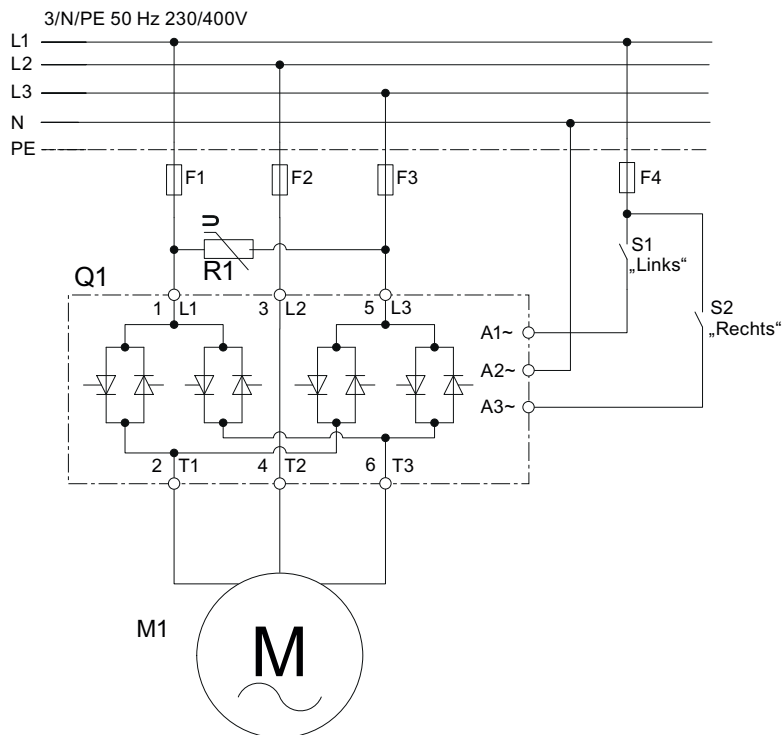 3/N/PE 50 Hz 230/400V
L1
L2
L3
N
PE
F1 F2 F3 F4
U
R1
S1
„Links“
Q1
1 L1 3 L2 5 L3
S2
„Rechts“
A1~
A2~
A3~
2 T1 4 T2 6 T3
M1
M